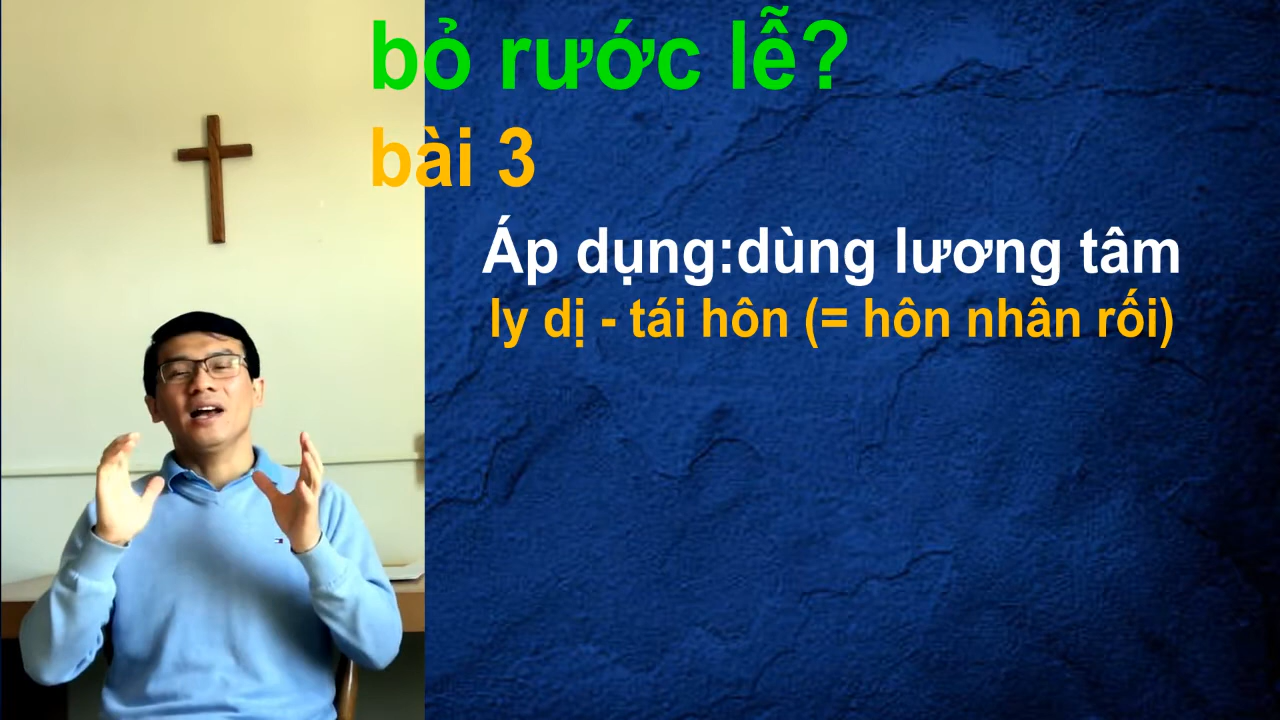 bỏ rước lễ?
bài 3
Áp dụng:dùng lương tâm
ly dị - tái hôn (= hôn nhân rối)